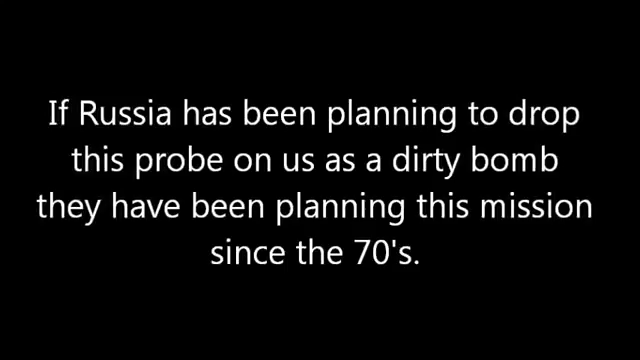 If Russia has been planning to drop
this probe on us as a dirty bomb
they have been planning this mission
since the 70's.